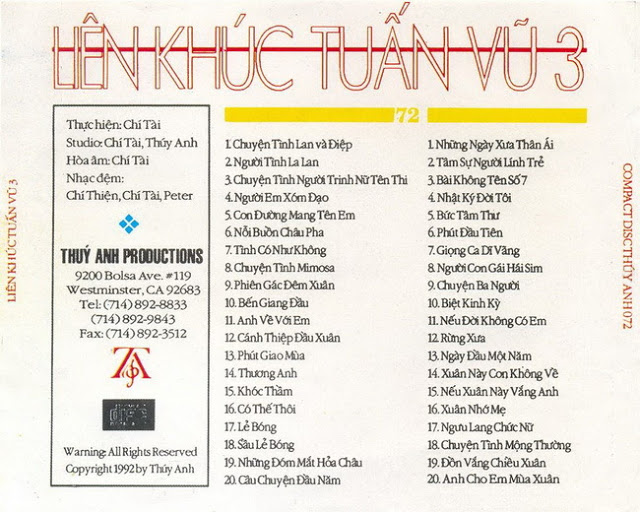 LIÊN KHÚC TUẤN VŨ 3
Thực hiện: Chí Tài
Studio: Chí Tài, Thúy Anh
Hòa âm: Chí Tài
Nhạc đệm:
Chí Thiện, Chí Tài, Peter
THUÝ ANH PRODUCTIONS
9200 Bolsa Ave. #119
Westminster, CA 92683
Tel: (714) 892-8833
(714) 892-9843
Fax: (714) 892-3512
TA
Warning: All Rights Reserved
Copyright 1992 by Thúy Anh
72
1. Chuyện Tình Lan và Điệp
2. Người Tình La Lan
3. Chuyện Tình Người Trinh Nữ Tên Thi
4. Người Em Xóm Đạo
5. Con Đường Mang Tên Em
6. Nỗi Buồn Châu Pha
7. Tình Có Như Không
8. Chuyện Tình Mimosa
9. Phiên Gác Đêm Xuân
10. Bến Giang Đầu
11. Anh Về Với Em
12. Cánh Thiệp Đầu Xuân
13. Phút Giao Mùa
14. Thương Anh
15. Khóc Thầm
16. Có Thế Thôi
17. Lẻ Bóng
18. Sầu Lẻ Bóng
19. Những Đóm Mắt Hỏa Châu
20. Câu Chuyện Đầu Năm
1. Những Ngày Xưa Thân Ái
2. Tâm Sự Người Lính Trẻ
3. Bài Không Tên Số 7
4. Nhật Ký Đời Tôi
5. Bức Tâm Thư
6. Phút Đầu Tiên
7. Giọng Ca Dĩ Vãng
8. Người Con Gái Hái Sim
9. Chuyện Ba Người
10. Biệt Kinh Kỳ
11. Nếu Đời Không Có Em
12. Rừng Xưa
13. Ngày Đầu Một Năm
14. Xuân Này Con Không Về
15. Nếu Xuân Này Vắng Anh
16. Xuân Nhớ Mẹ
17. Ngưu Lang Chức Nữ
18. Chuyện Tình Mộng Thường
19. Đồn Vắng Chiều Xuân
20. Anh Cho Em Mùa Xuân
LIÊN KHÚC TUẤN VŨ 3
COMPACT DISC THÚY ANH 072